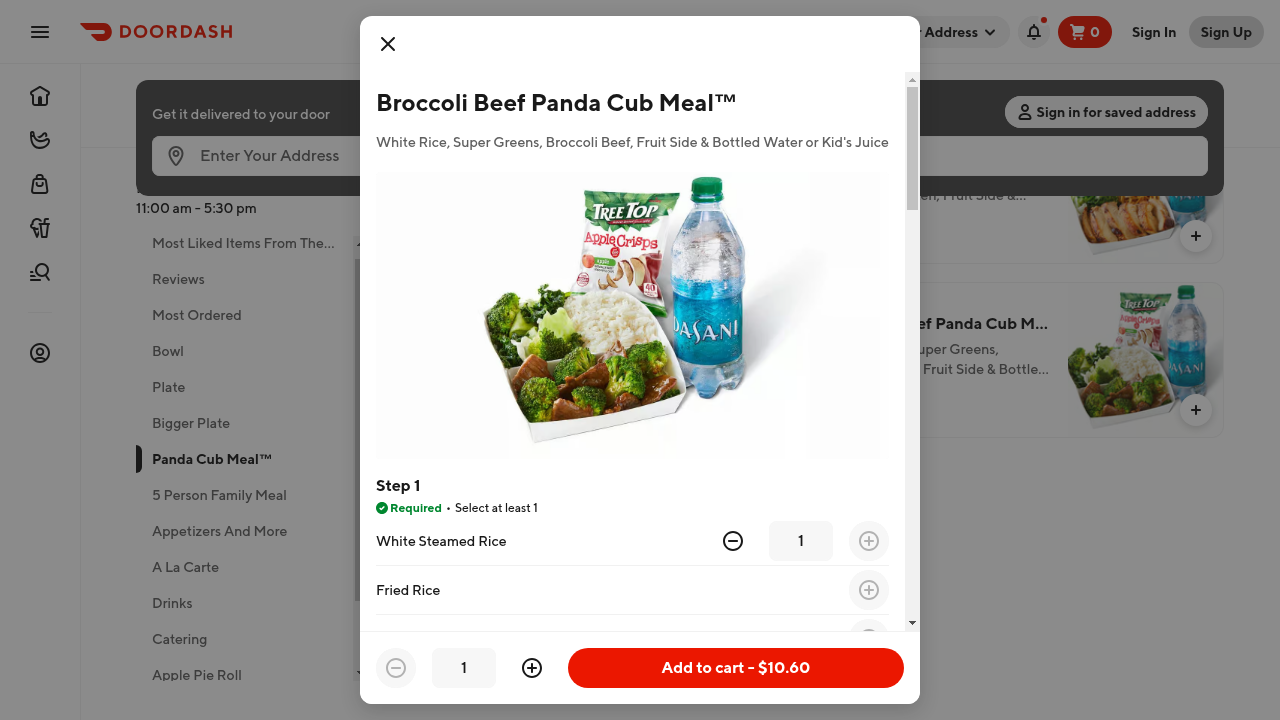 DOORDASH
Address
0
Sign In
Sign Up
Get it delivered to your door
Sign in for saved address
Enter Your Address
11:00 am - 5:30 pm
Most Liked Items From The...
Reviews
Most Ordered
Bowl
Plate
Bigger Plate
Panda Cub Meal™
5 Person Family Meal
Appetizers And More
A La Carte
Drinks
Catering
Apple Pie Roll
Broccoli Beef Panda Cub Meal™
White Rice, Super Greens, Broccoli Beef, Fruit Side & Bottled Water or Kid's Juice
TREE TOP
Apple Crisps
DASANI
Step 1
Required • Select at least 1
White Steamed Rice
1
Fried Rice
1
Add to cart - $10.60
Fruit Side &...
Panda Cub M...
Greens,
Fruit Side & Bottle...
TREE TOP
DASANI